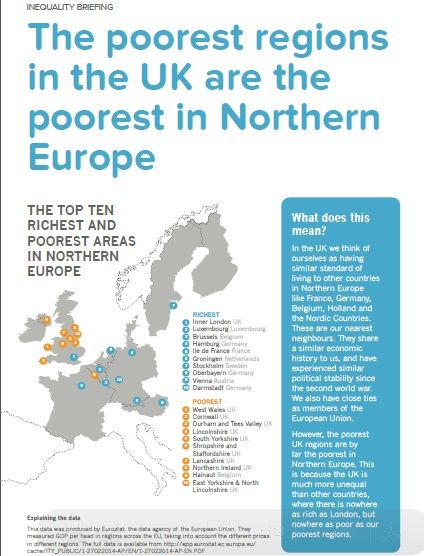 INEQUALITY BRIEFING
The poorest regions
in the UK are the
poorest in Northern
Europe
THE TOP TEN
RICHEST AND
POOREST AREAS
IN NORTHERN
EUROPE
RICHEST
1 Inner London UK
2 Luxembourg Luxembourg
3 Brussels Belgium
4 Hamburg Germany
5 Ile de France France
6 Groningen Netherlands
7 Stockholm Sweden
8 Oberbayern Germany
9 Vienna Austria
10 Darmstadt Germany
POOREST
1 West Wales UK
2 Cornwall UK
3 Durham and Tees Valley UK
4 Lincolnshire UK
5 South Yorkshire UK
6 Shropshire and
Staffordshire UK
7 Lancashire UK
8 Northern Ireland UK
9 Hainaut Belgium
10 East Yorkshire & North
Lincolnshire UK
What does this
mean?
In the UK we think of
ourselves as having
similar standard of
living to other countries
in Northern Europe
like France, Germany,
Belgium, Holland and
the Nordic Countries.
These are our nearest
neighbours. They share
a similar economic
history to us, and have
experienced similar
political stability since
the second world war.
We also have close ties
as members of the
European Union.
However, the poorest
UK regions are by
far the poorest in
Northern Europe. This
is because the UK is
much more unequal
than other countries,
where there is nowhere
as rich as London, but
nowhere as poor as our
poorest regions.
Explaining the data
This data was produced by Eurostat, the data agency of the European Union. They
measured GDP per head in regions across the EU, taking into account the different prices
in different regions. The full data is available from http://epp.eurostat.ec.europa.eu/
cache/ITY_PUBLIC/1-27022014-AP/EN/1-27022014-AP-EN.PDF